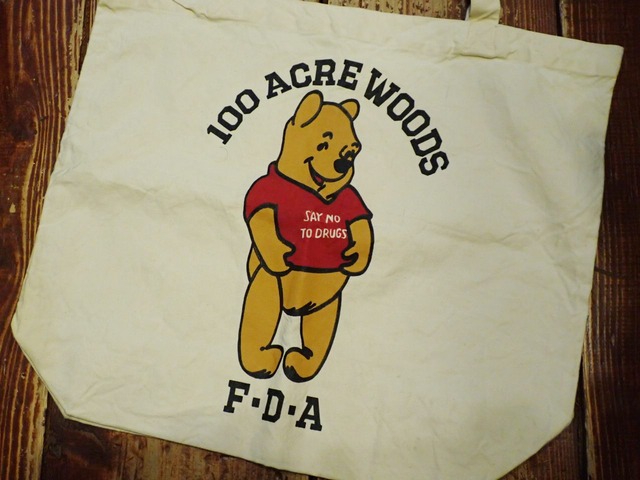 100 ACRE WOODS
SAY NO
TO DRUGS
F·D·A